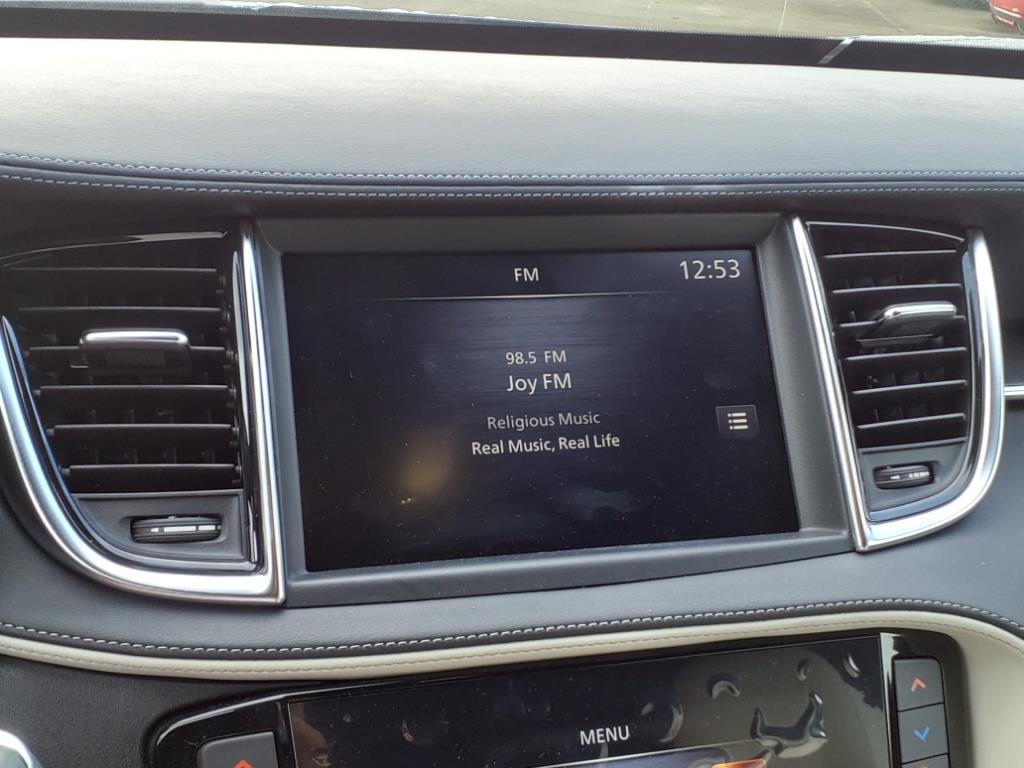 FM
12:53
98.5 FM
Joy FM
Religious Music
Real Music, Real Life
MENU